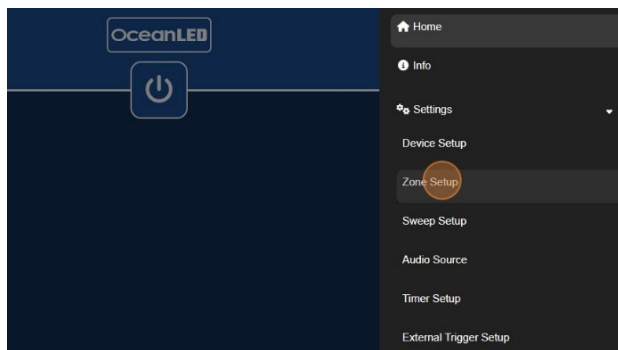 OceanLED
Home
Info
Settings
Device Setup
Zone Setup
Sweep Setup
Audio Source
Timer Setup
External Trigger Setup